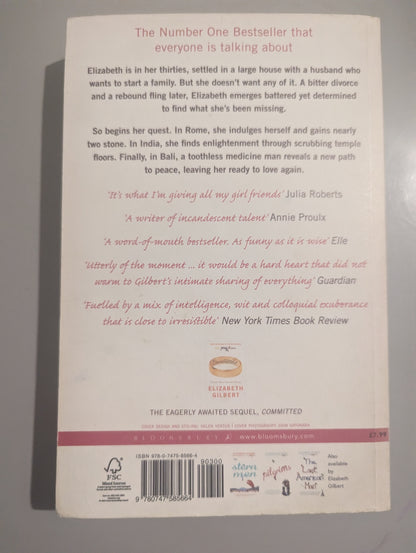 The Number One Bestseller that
everyone is talking about
Elizabeth is in her thirties, settled in a large house with a husband who
wants to start a family. But she doesn't want any of it. A bitter divorce
and a rebound fling later, Elizabeth emerges battered yet determined
to find what she's been missing.
So begins her quest. In Rome, she indulges herself and gains nearly
two stone. In India, she finds enlightenment through scrubbing temple
floors. Finally, in Bali, a toothless medicine man reveals a new path
to peace, leaving her ready to love again.
'It's what I'm giving all my girl friends' Julia Roberts
'A writer of incandescent talent' Annie Proulx
'A word-of-mouth bestseller. As funny as it is wise' Elle
'Utterly of the moment ... it would be a hard heart that did not
warm to Gilbert's intimate sharing of everything' Guardian
'Fuelled by a mix of intelligence, wit and colloquial exuberance
that is close to irresistible' New York Times Book Review
ELIZABETH
GILBERT
THE EAGERLY AWAITED SEQUEL, COMMITTED
BLOOMSBURY www.bloomsbury.com £7.99
ISBN 978-0-7475-8566-4
90300
9 780747 585664
FSC
eleven
pilgrims
The
Last
American
Man
Also
available
by
Elizabeth
Gilbert